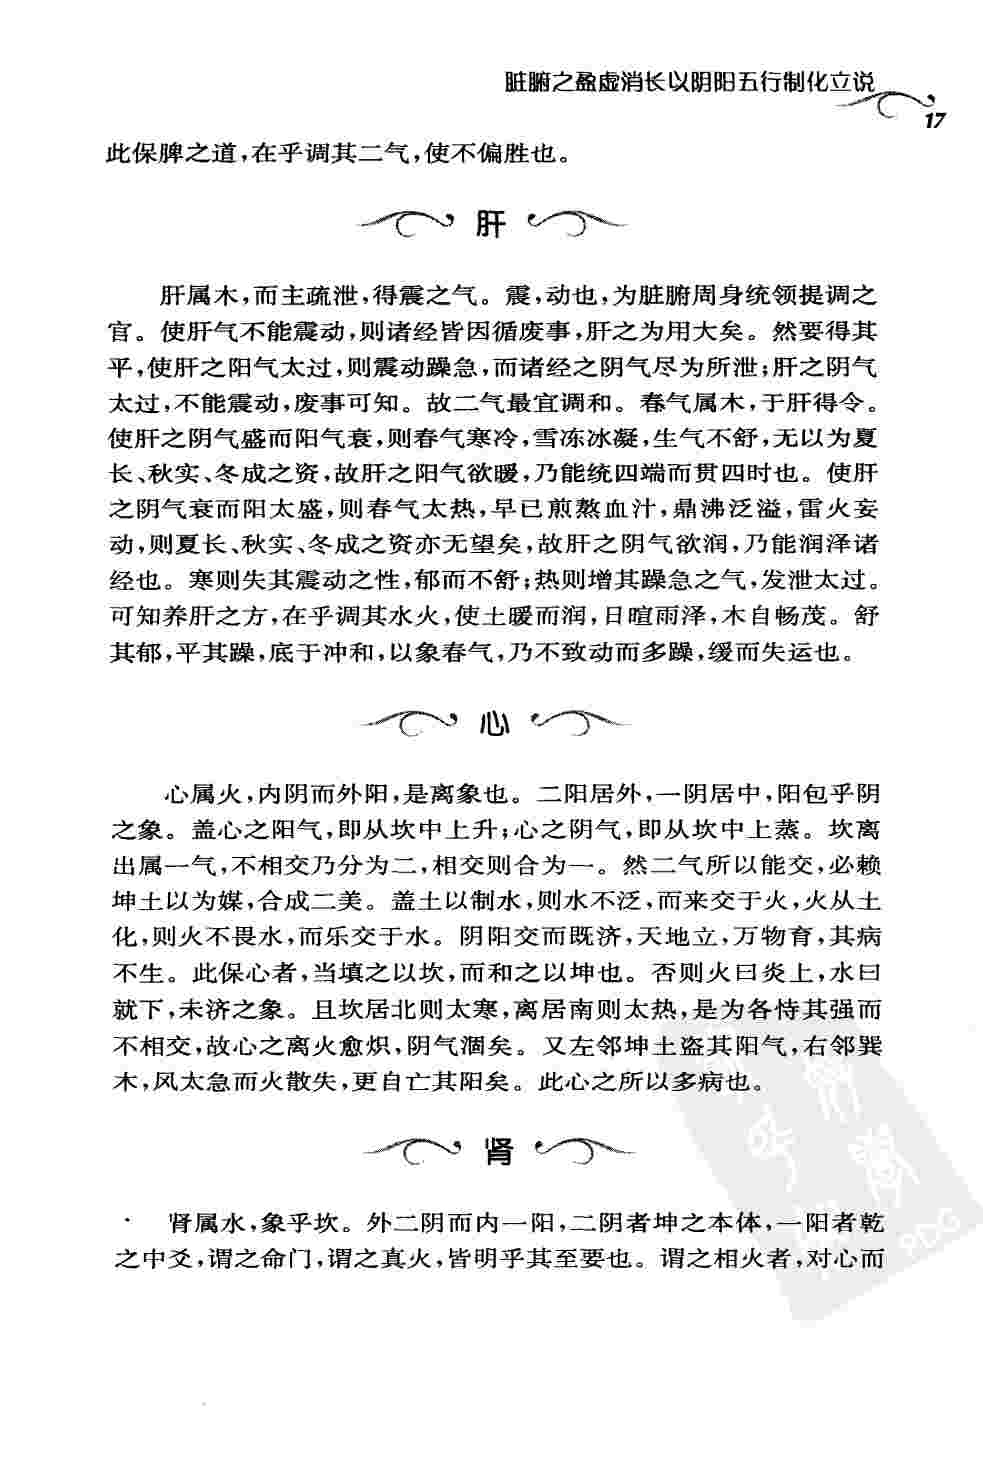 脏腑之盈虚消长以阴阳五行制化立说
17
此保脾之道,在乎调其二气,使不偏胜也。
肝
肝属木,而主疏泄,得震之气。震,动也,为脏腑周身统领提调之
官。使肝气不能震动,则诸经皆因循废事,肝之为用大矣。然要得其
平,使肝之阳气太过,则震动躁急,而诸经之阴气尽为所泄;肝之阴气
太过,不能震动,废事可知。故二气最宜调和。春气属木,于肝得令。
使肝之阴气盛而阳气衰,则春气寒冷,雪冻冰凝,生气不舒,无以为夏
长、秋实、冬成之资,故肝之阳气欲暖,乃能统四端而贯四时也。使肝
之阴气衰而阳太盛,则春气太热,早已煎熬血汁,鼎沸泛溢,雷火妄
动,则夏长、秋实、冬成之资亦无望矣,故肝之阴气欲润,乃能润泽诸
经也。寒则失其震动之性,郁而不舒;热则增其躁急之气,发泄太过。
可知养肝之方,在乎调其水火,使土暖而润,日暄雨泽,木自畅茂。舒
其郁,平其躁,底于冲和,以象春气,乃不致动而多躁,缓而失运也。
心
心属火,内阴而外阳,是离象也。二阳居外,一阴居中,阳包乎阴
之象。盖心之阳气,即从坎中上升;心之阴气,即从坎中上蒸。坎离
出属一气,不相交乃分为二,相交则合为一。然二气所以能交,必赖
坤土以为媒,合成二美。盖土以制水,则水不泛,而来交于火,火从土
化,则火不畏水,而乐交于水。阴阳交而既济,天地立,万物育,其病
不生。此保心者,当填之以坎,而和之以坤也。否则火曰炎上,水曰
就下,未济之象。且坎居北则太寒,离居南则太热,是为各恃其强而
不相交,故心之离火愈炽,阴气涸矣。又左邻坤土盗其阳气,右邻巽
木,风太急而火散失,更自亡其阳矣。此心之所以多病也。
肾
肾属水,象乎坎。外二阴而内一阳,二阴者坤之本体,一阳者乾
之中爻,谓之命门,谓之真火,皆明乎其至要也。谓之相火者,对心而
PDG